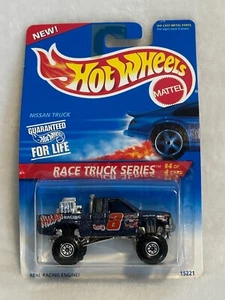 NEW!
HOT WHEELS
MATTEL
NISSAN TRUCK
GUARANTEED
FOR LIFE
RACE TRUCK SERIES
#4 OF
4 CARS
8
REAL RACING ENGINE!
15221